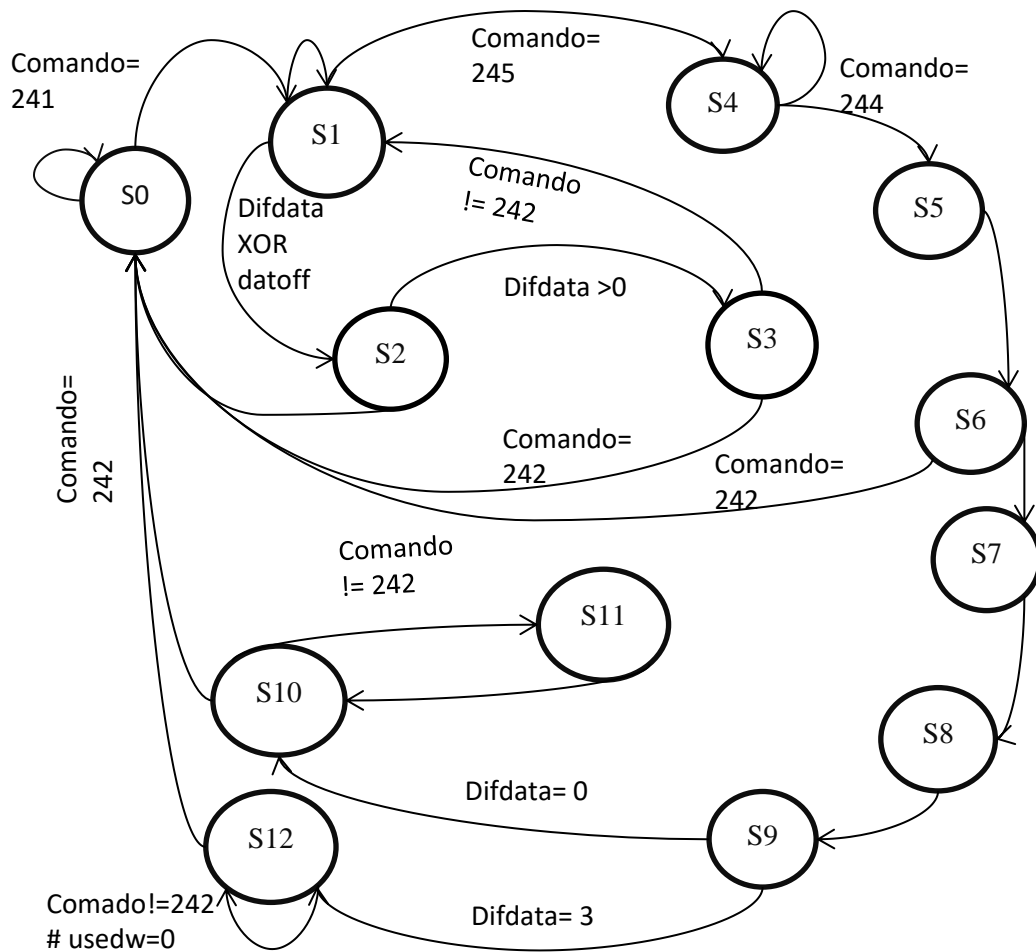 Comando=
241
S0
S1
Comando=
245
S4
Comando=
244
S5
Comando
!= 242
Difdata
XOR
datoff
Difdata >0
S2
S3
S6
Comando=
242
Comando=
242
Comando=
242
S7
Comando
!= 242
S11
S10
S8
Difdata= 0
S9
S12
Comado!=242
# usedw=0
Difdata= 3